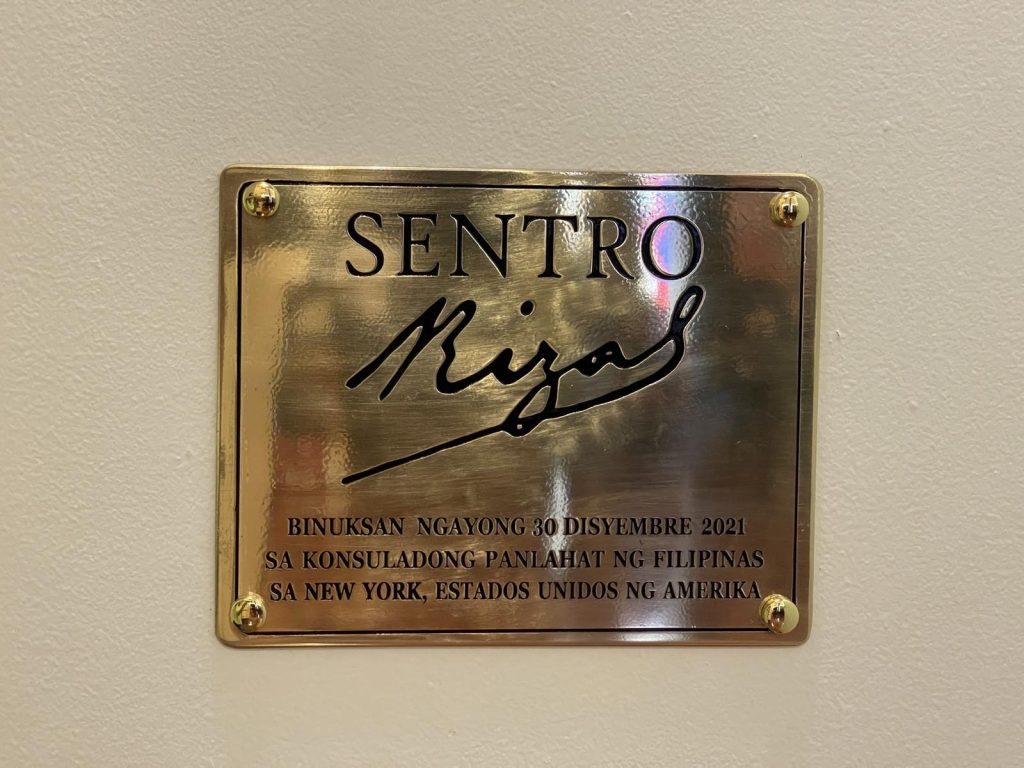 SENTRO
Rizal
BINUKSAN NGAYONG 30 DISYEMBRE 2021
SA KONSULADONG PANLAHAT NG FILIPINAS
SA NEW YORK, ESTADOS UNIDOS NG AMERIKA